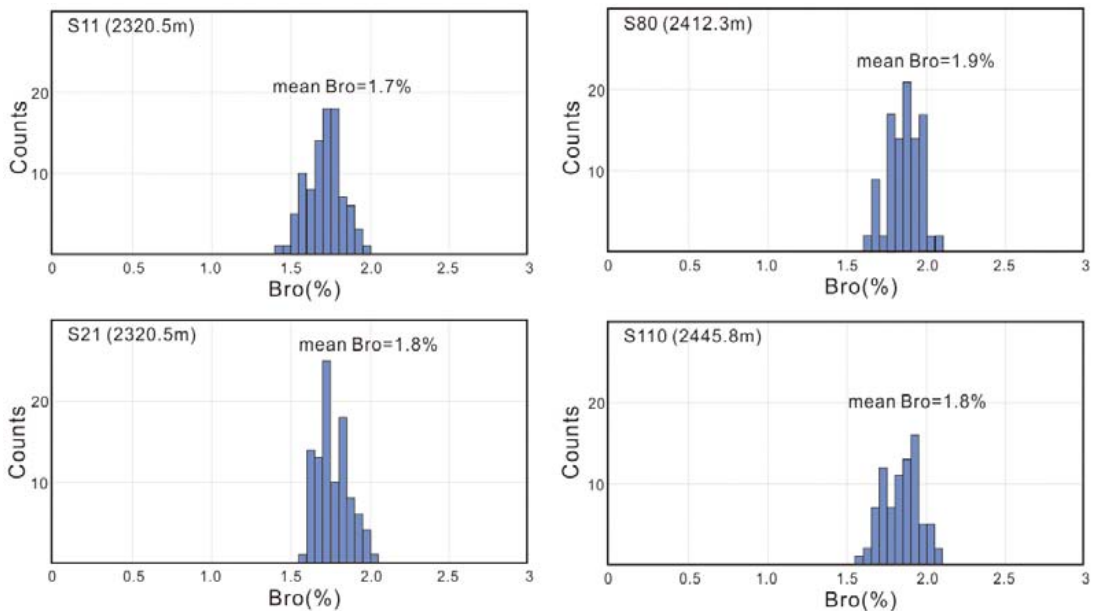 S11 (2320.5m)
mean Bro=1.7%
Counts
20
10
0
0.5
1.0
1.5
2.0
2.5
3
Bro(%)
S80 (2412.3m)
mean Bro=1.9%
Counts
20
10
0
0.5
1.0
1.5
2.0
2.5
3
Bro(%)
S21 (2320.5m)
mean Bro=1.8%
Counts
20
10
0
0.5
1.0
1.5
2.0
2.5
3
Bro(%)
S110 (2445.8m)
mean Bro=1.8%
Counts
20
10
0
0.5
1.0
1.5
2.0
2.5
3
Bro(%)